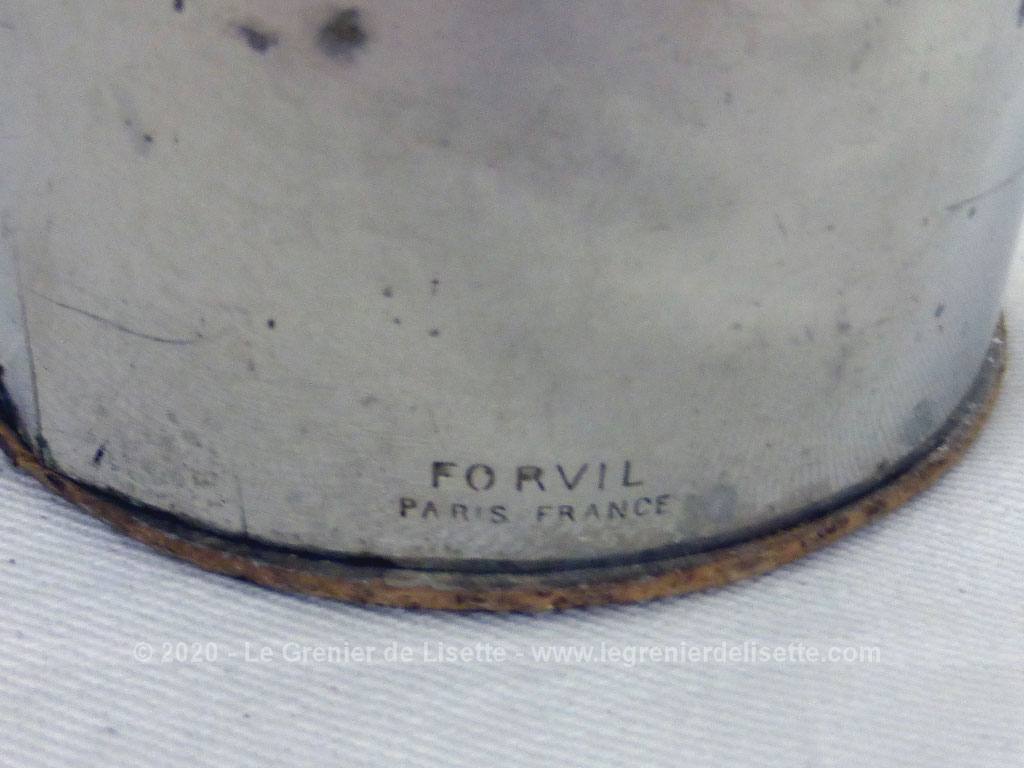 FORVIL
PARIS FRANCE
© 2020 - Le Grenier de Lisette - www.legrenierdelisette.com